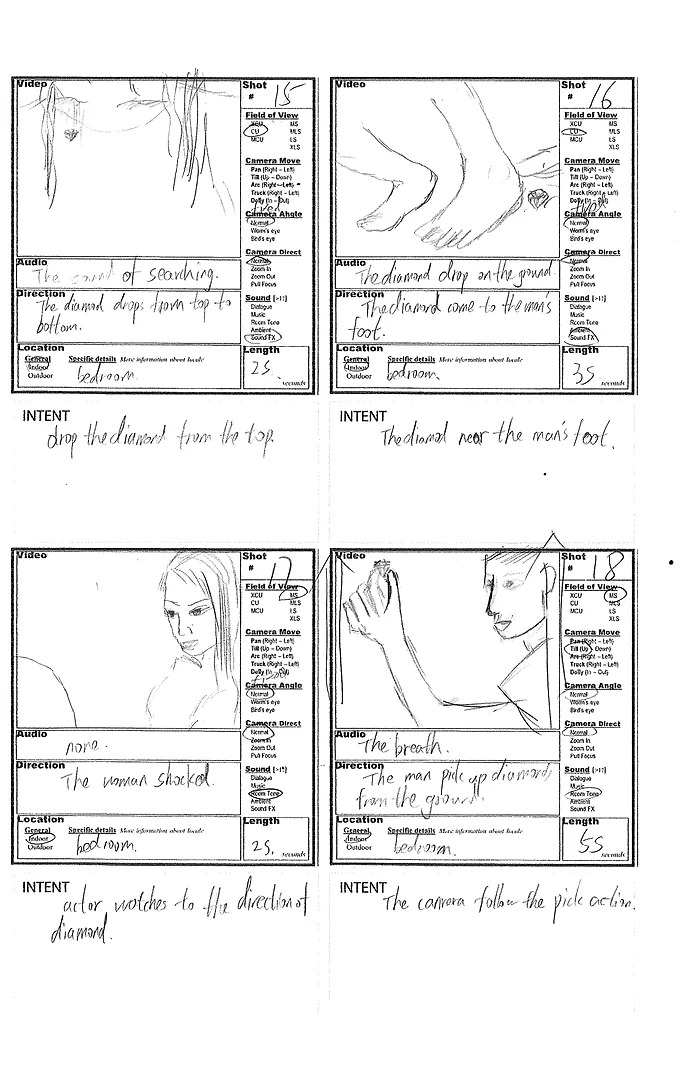 Video
Shot
# 15
Field of View
XCU MS
CU MLS
MCU LS
XLS
Camera Move
Pan (Right – Left)
Tilt (Up – Down)
Arc (Right – Left)
Truck (Right – Left)
Dolly (In – Out)
fixed
Camera Angle
Normal
Worm's eye
Bird's eye
Camera Direct
Normal
Zoom In
Zoom Out
Pull Focus
Audio
The sound of searching.
Direction
The diamond drops from top to
bottom.
Sound (>1?)
Dialogue
Music
Room Tone
Ambient
Sound FX
Location
General Specific details More information about locale
Indoor
Outdoor
bedroom.
Length
2S.
seconds
INTENT
drop the diamond from the top.
Video
Shot
# 16
Field of View
XCU MS
CU MLS
MCU LS
XLS
Camera Move
Pan (Right – Left)
Tilt (Up – Down)
Arc (Right – Left)
Truck (Right – Left)
Dolly (In – Out)
fixed
Camera Angle
Normal
Worm's eye
Bird's eye
Camera Direct
Normal
Zoom In
Zoom Out
Pull Focus
Audio
The diamond drop on the ground.
Direction
The diamond come to the man's
foot.
Sound (>1?)
Dialogue
Music
Room Tone
Ambient
Sound FX
Location
General Specific details More information about locale
Indoor
Outdoor
bedroom.
Length
3S
seconds
INTENT
The diamod near the man's foot.
Video
Shot
# 17
Field of View
XCU MS
CU MLS
MCU LS
XLS
Camera Move
Pan (Right – Left)
Tilt (Up – Down)
Arc (Right – Left)
Truck (Right – Left)
Dolly (In – Out)
fixed
Camera Angle
Normal
Worm's eye
Bird's eye
Camera Direct
Normal
Zoom In
Zoom Out
Pull Focus
Audio
none.
Direction
The woman shocked.
Sound (>1?)
Dialogue
Music
Room Tone
Ambient
Sound FX
Location
General Specific details More information about locale
Indoor
Outdoor
bedroom.
Length
2S.
seconds
INTENT
actor watches to the direction of
diamond.
Video
Shot
# 18
Field of View
XCU MS
CU MLS
MCU LS
XLS
Camera Move
Pan (Right – Left)
Tilt (Up – Down)
Arc (Right – Left)
Truck (Right – Left)
Dolly (In – Out)
Camera Angle
Normal
Worm's eye
Bird's eye
Camera Direct
Normal
Zoom In
Zoom Out
Pull Focus
Audio
The breath.
Direction
The man pick up diamond
from the ground.
Sound (>1?)
Dialogue
Music
Room Tone
Ambient
Sound FX
Location
General Specific details More information about locale
Indoor
Outdoor
bedroom.
Length
5S
seconds
INTENT
The camera follow the pick action.